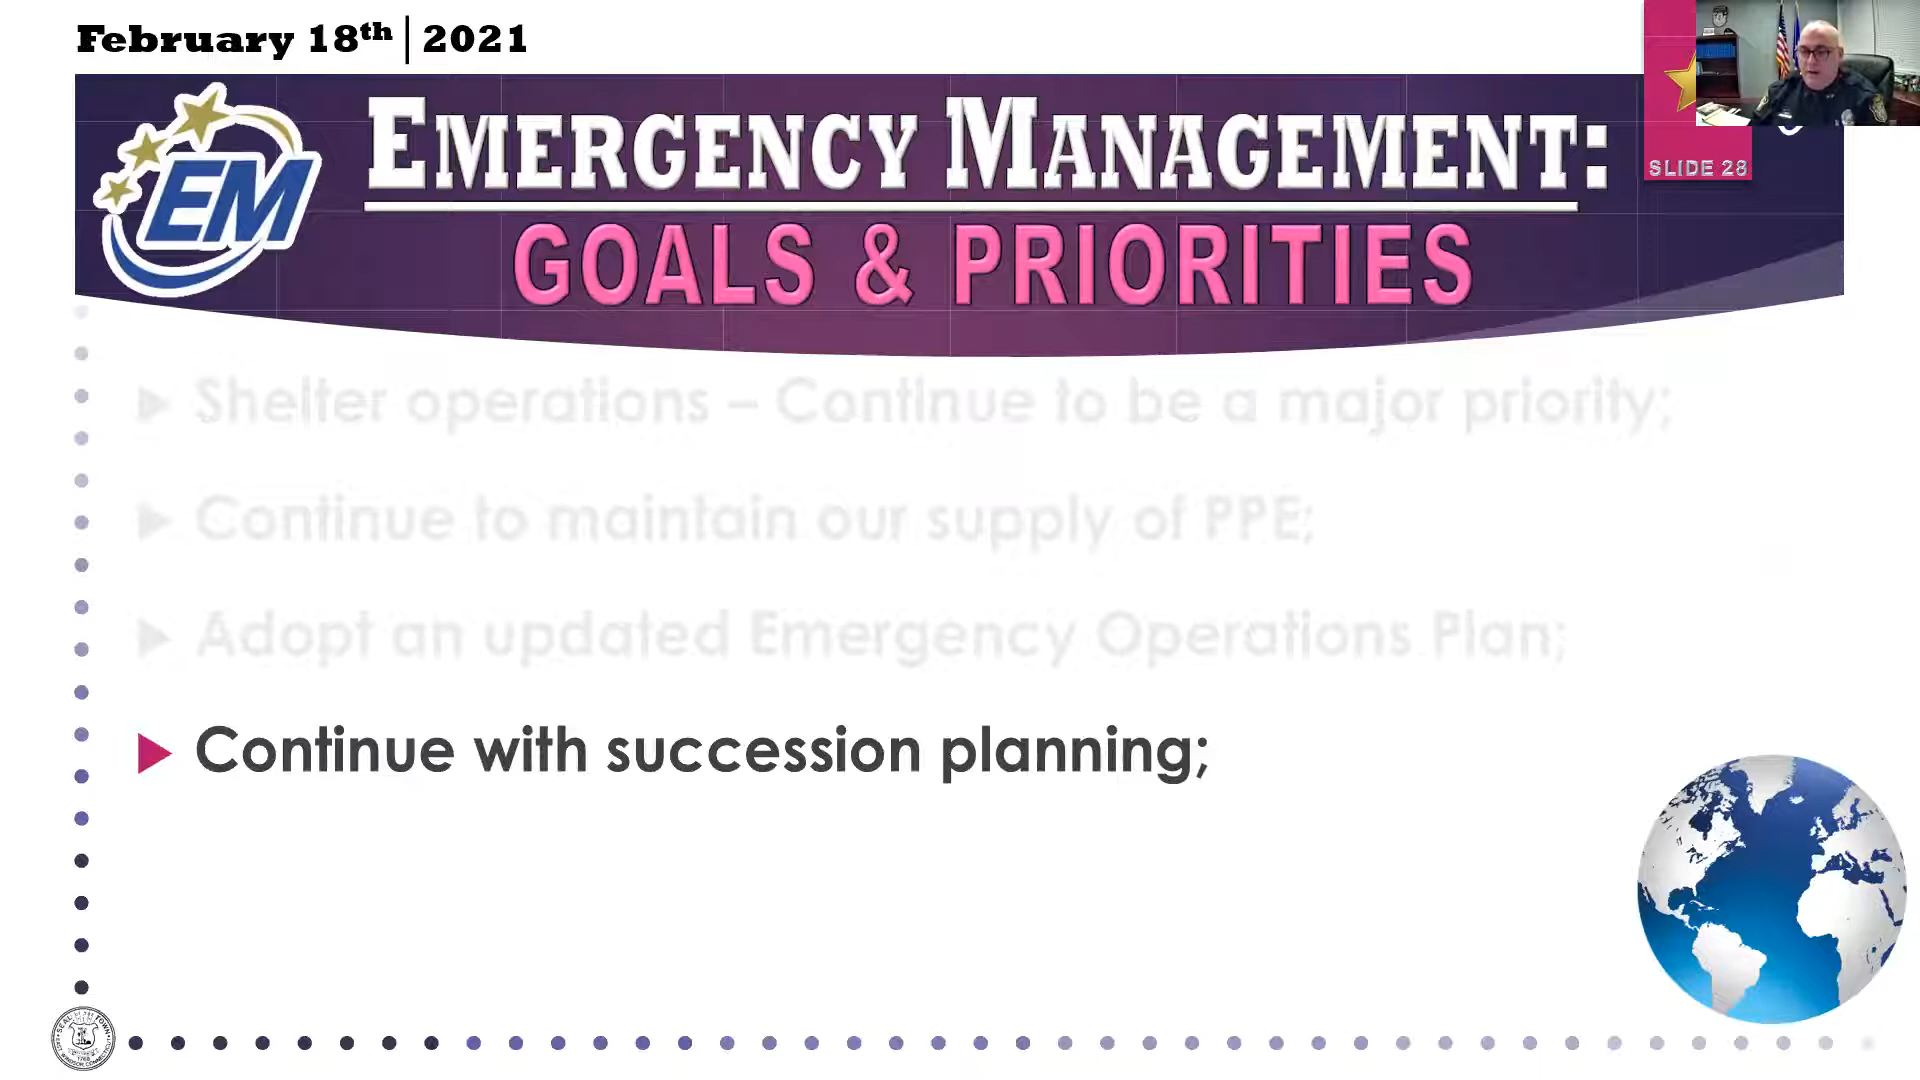 February 18th | 2021
EM
EMERGENCY MANAGEMENT:
GOALS & PRIORITIES
SLIDE 28
Shelter operations – Continue to be a major priority;
Continue to maintain our supply of PPE;
Adopt an updated Emergency Operations Plan;
Continue with succession planning;